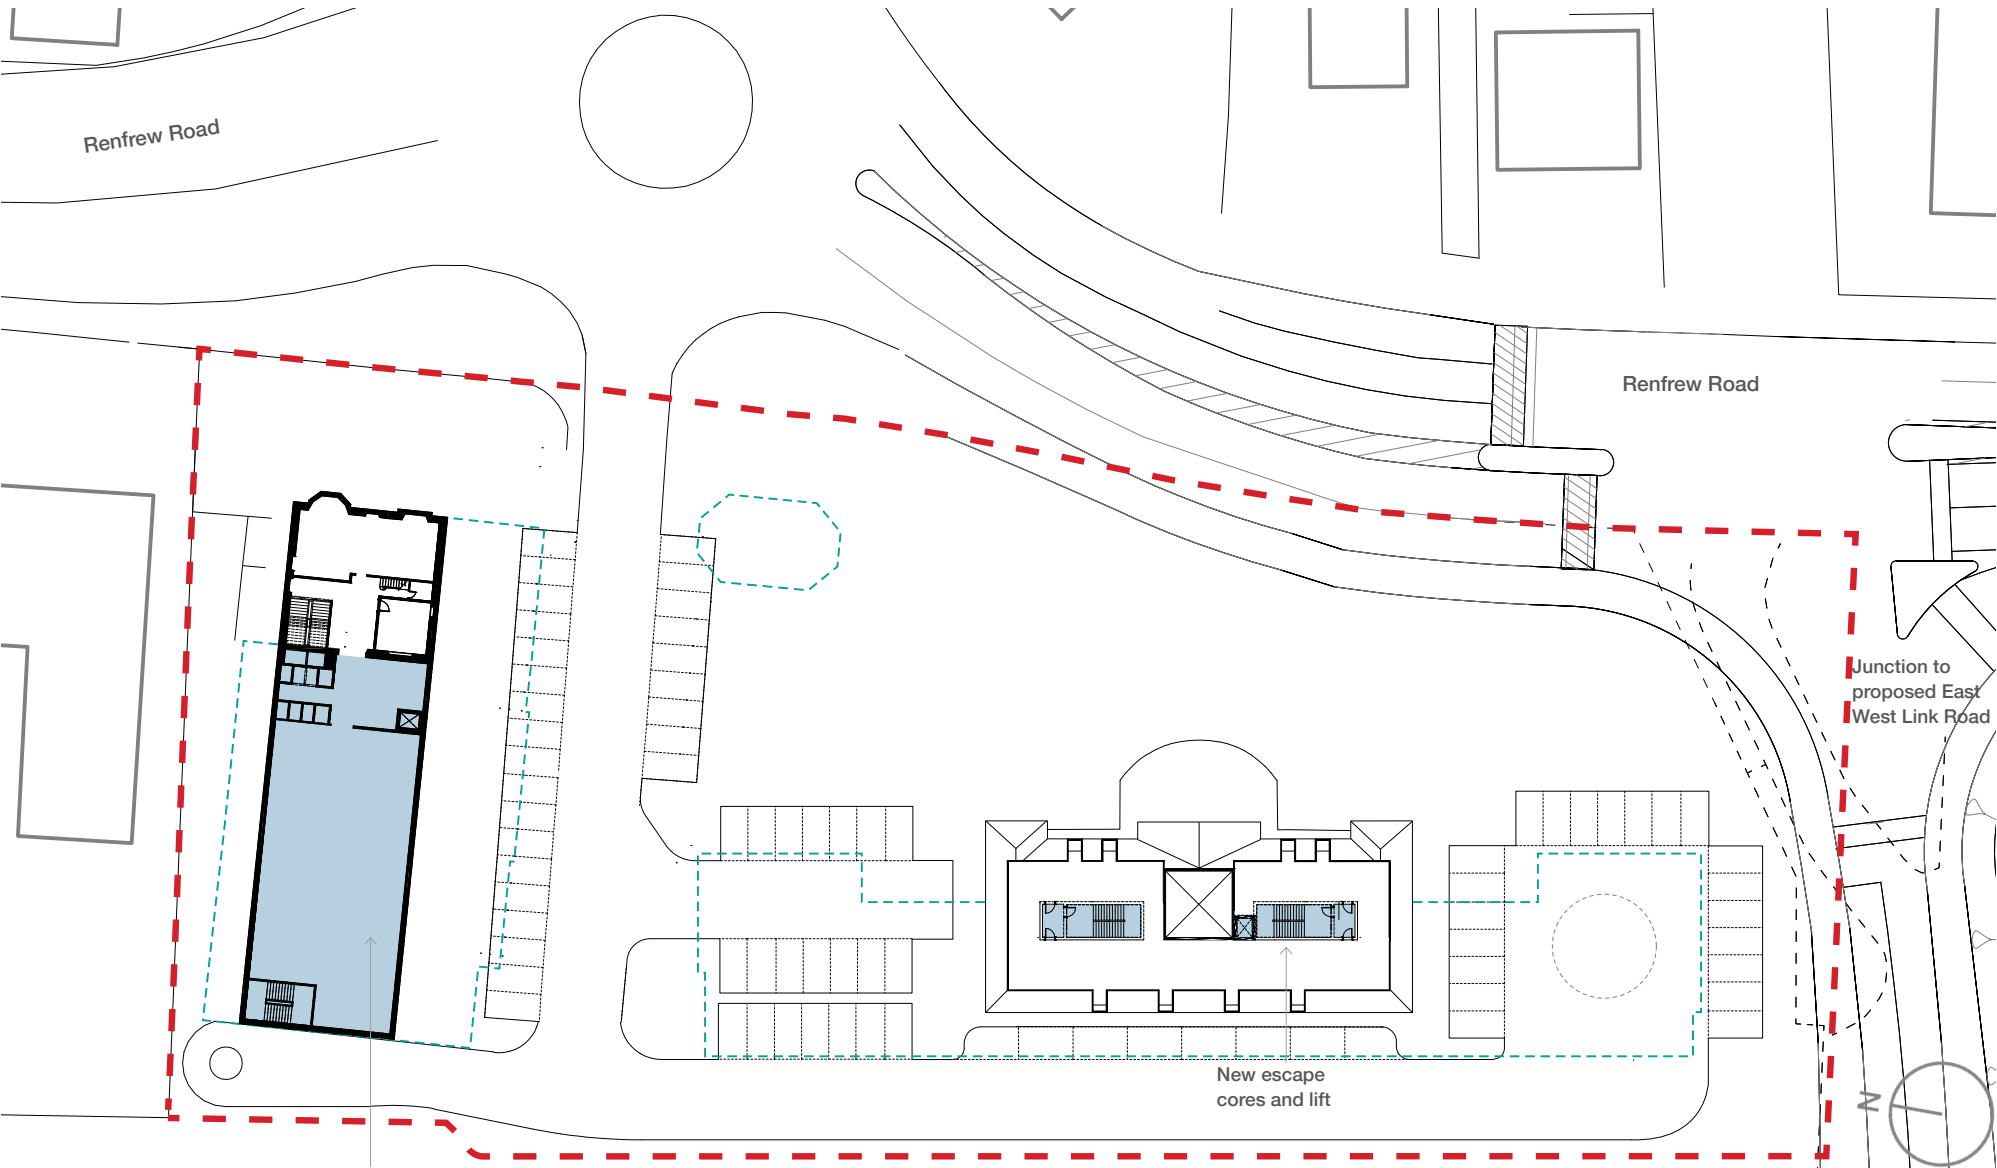 Renfrew Road
Renfrew Road
Junction to
proposed East
West Link Road
New escape
cores and lift
N